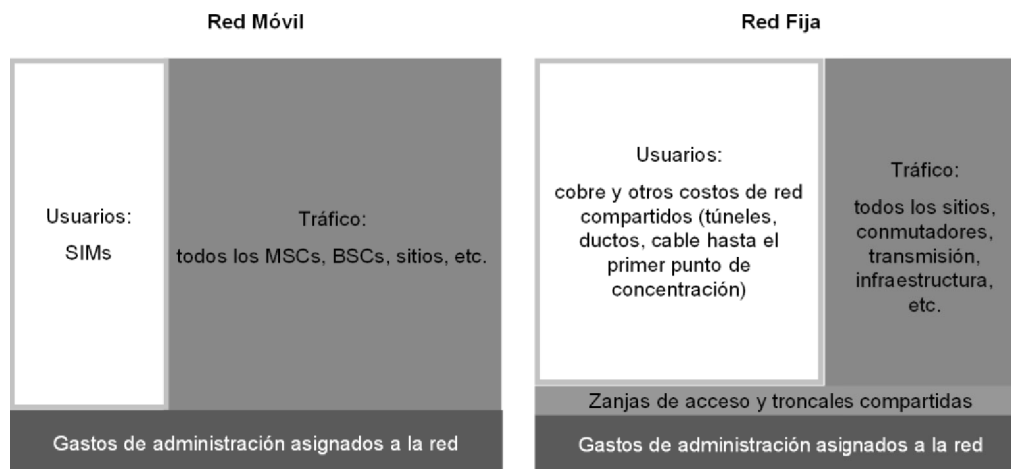 Red Móvil
Usuarios:
SIMs
Tráfico:
todos los MSCs, BSCs, sitios, etc.
Gastos de administración asignados a la red
Red Fija
Usuarios:
cobre y otros costos de red
compartidos (túneles,
ductos, cable hasta el
primer punto de
concentración)
Tráfico:
todos los sitios,
conmutadores,
transmisión,
infraestructura,
etc.
Zanjas de acceso y troncales compartidas
Gastos de administración asignados a la red